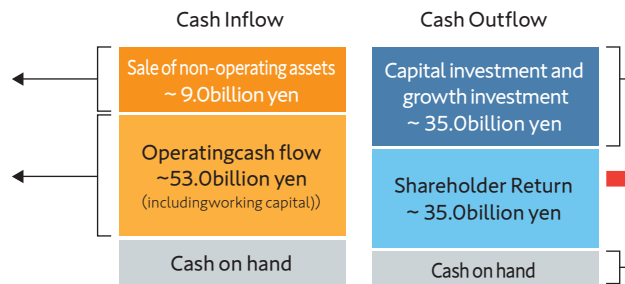 Cash Inflow
Sale of non-operating assets
~ 9.0billion yen
Operatingcash flow
~53.0billion yen
(includingworking capital))
Cash on hand
Cash Outflow
Capital investment and
growth investment
~ 35.0billion yen
Shareholder Return
~ 35.0billion yen
Cash on hand